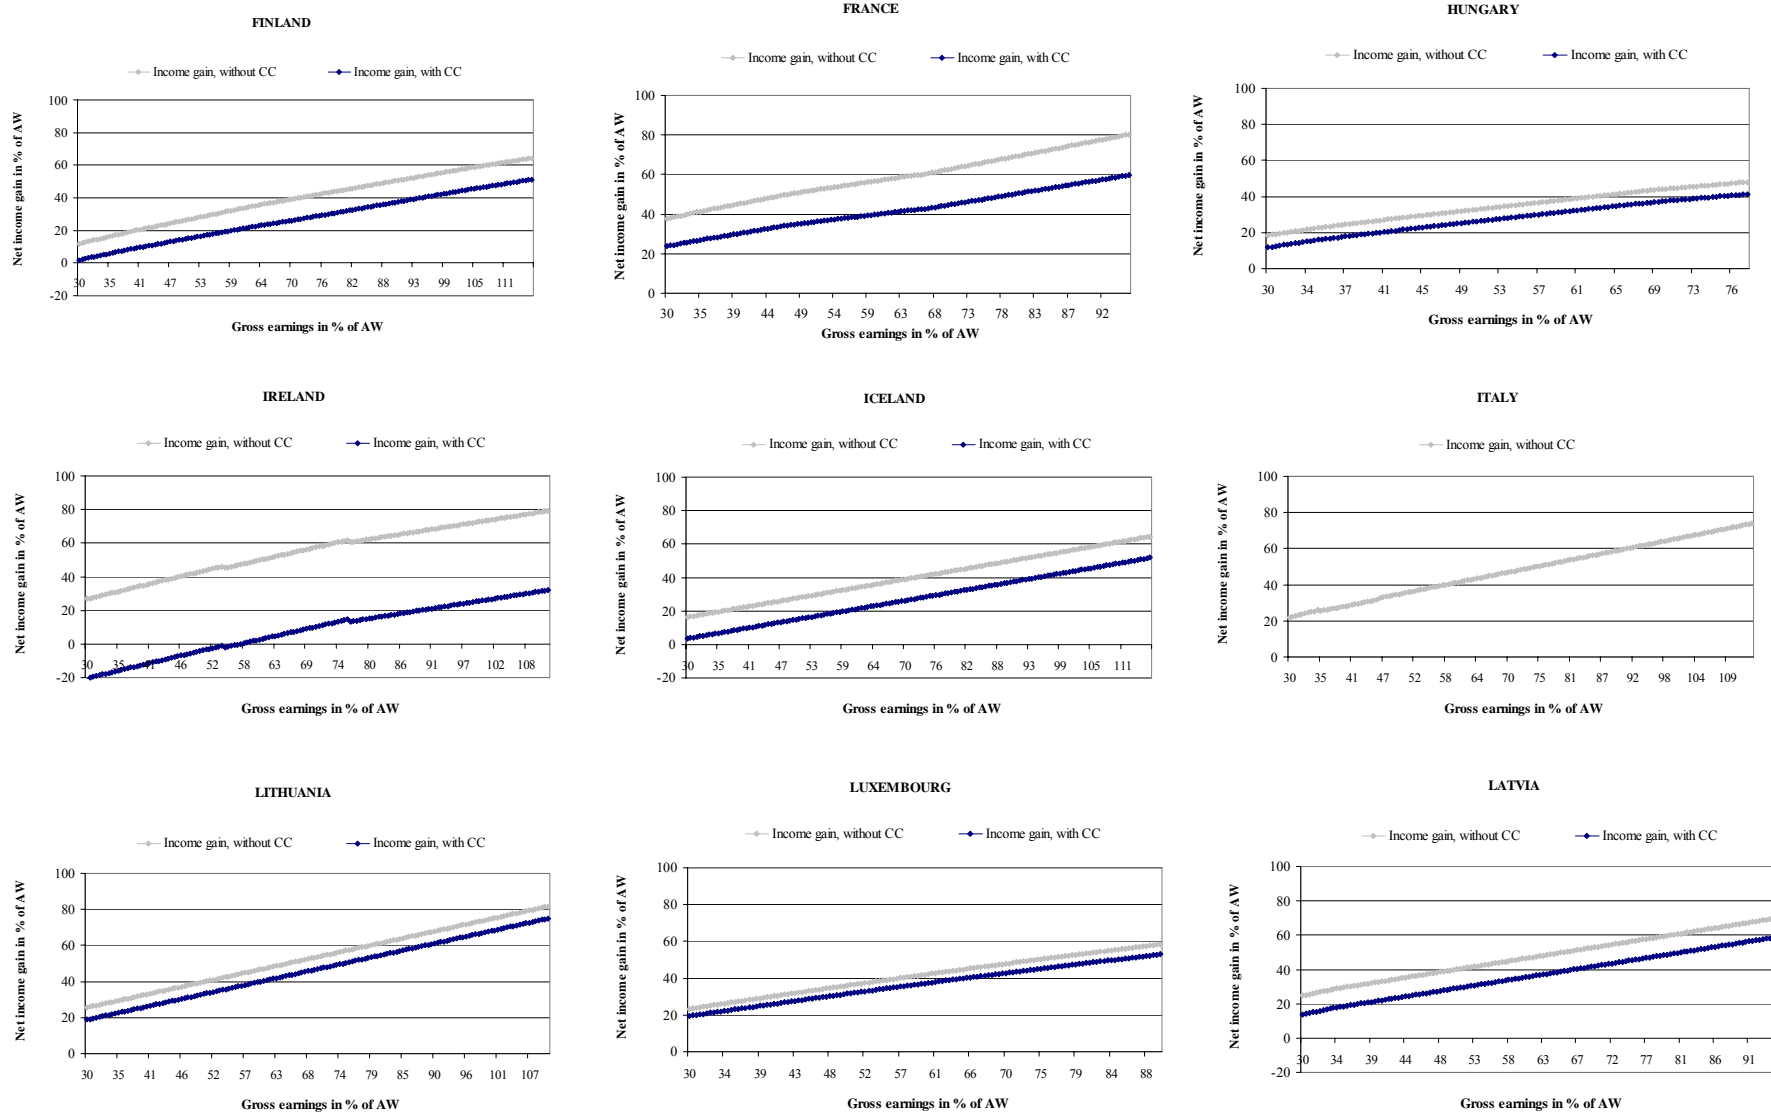 FINLAND
Income gain, without CC Income gain, with CC
Net income gain in % of AW
100
80
60
40
20
0
-20
30 35 41 47 53 59 64 70 76 82 88 93 99 105 111
Gross earnings in % of AW
FRANCE
Income gain, without CC Income gain, with CC
Net income gain in % of AW
100
80
60
40
20
0
30 35 39 44 49 54 59 63 68 73 78 83 87 92
Gross earnings in % of AW
HUNGARY
Income gain, without CC Income gain, with CC
Net income gain in % of AW
100
80
60
40
20
0
30 34 37 41 45 49 53 57 61 65 69 73 76
Gross earnings in % of AW
IRELAND
Income gain, without CC Income gain, with CC
Net income gain in % of AW
100
80
60
40
20
0
-20
30 35 41 46 52 58 63 69 74 80 86 91 97 102 108
Gross earnings in % of AW
ICELAND
Income gain, without CC Income gain, with CC
Net income gain in % of AW
100
80
60
40
20
0
-20
30 35 41 47 53 59 64 70 76 82 88 93 99 105 111
Gross earnings in % of AW
ITALY
Income gain, without CC
Net income gain in % of AW
100
80
60
40
20
0
30 35 41 47 52 58 64 70 75 81 87 92 98 104 109
Gross earnings in % of AW
LITHUANIA
Income gain, without CC Income gain, with CC
Net income gain in % of AW
100
80
60
40
20
0
30 35 41 46 52 57 63 68 74 79 85 90 96 101 107
Gross earnings in % of AW
LUXEMBOURG
Income gain, without CC Income gain, with CC
Net income gain in % of AW
100
80
60
40
20
0
30 34 39 43 48 52 57 61 66 70 75 79 84 88
Gross earnings in % of AW
LATVIA
Income gain, without CC Income gain, with CC
Net income gain in % of AW
100
80
60
40
20
0
-20
30 34 39 44 48 53 58 63 67 72 77 81 86 91
Gross earnings in % of AW